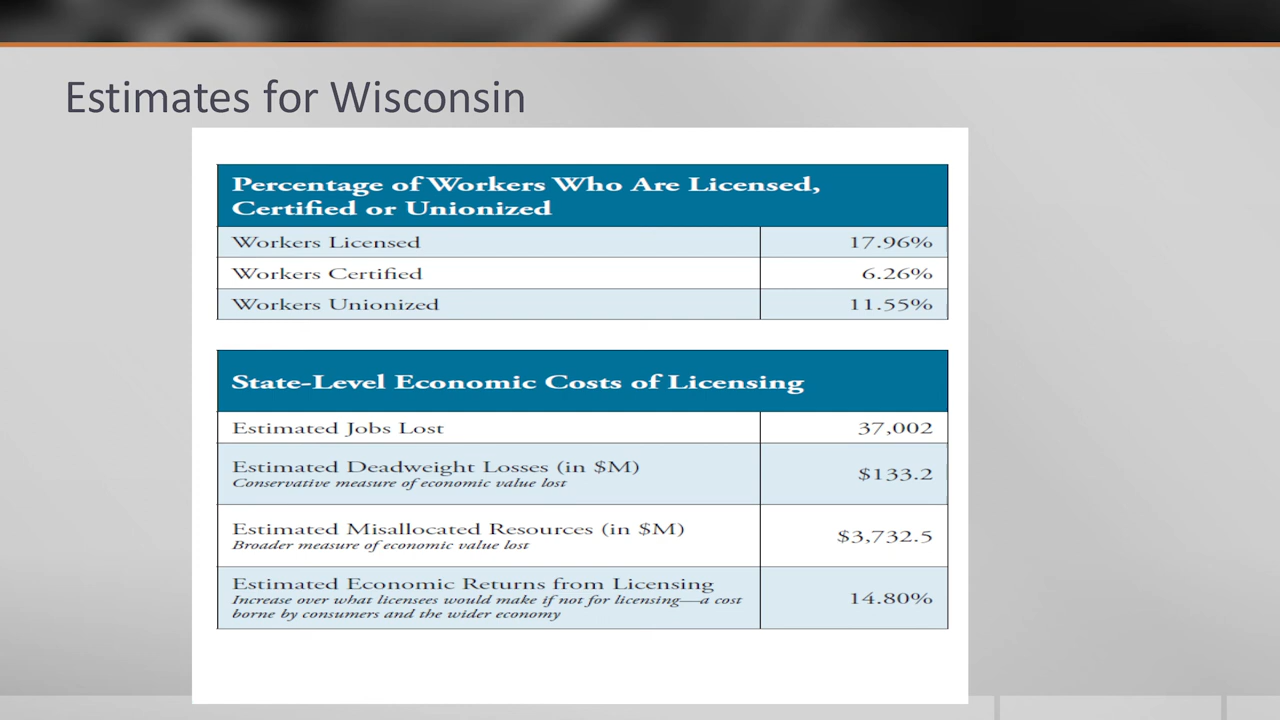 Estimates for Wisconsin
Percentage of Workers Who Are Licensed,
Certified or Unionized
Workers Licensed 17.96%
Workers Certified 6.26%
Workers Unionized 11.55%
State-Level Economic Costs of Licensing
Estimated Jobs Lost 37,002
Estimated Deadweight Losses (in $M) $133.2
Conservative measure of economic value lost
Estimated Misallocated Resources (in $M) $3,732.5
Broader measure of economic value lost
Estimated Economic Returns from Licensing 14.80%
Increase over what licensees would make if not for licensing—a cost
borne by consumers and the wider economy